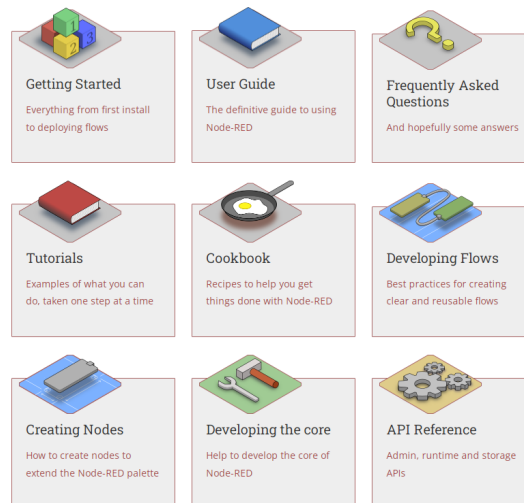 1
2
3
Getting Started
Everything from first install
to deploying flows
User Guide
The definitive guide to using
Node-RED
Frequently Asked
Questions
And hopefully some answers
Tutorials
Examples of what you can
do, taken one step at a time
Cookbook
Recipes to help you get
things done with Node-RED
Developing Flows
Best practices for creating
clear and reusable flows
Creating Nodes
How to create nodes to
extend the Node-RED palette
Developing the core
Help to develop the core of
Node-RED
API Reference
Admin, runtime and storage
APIs